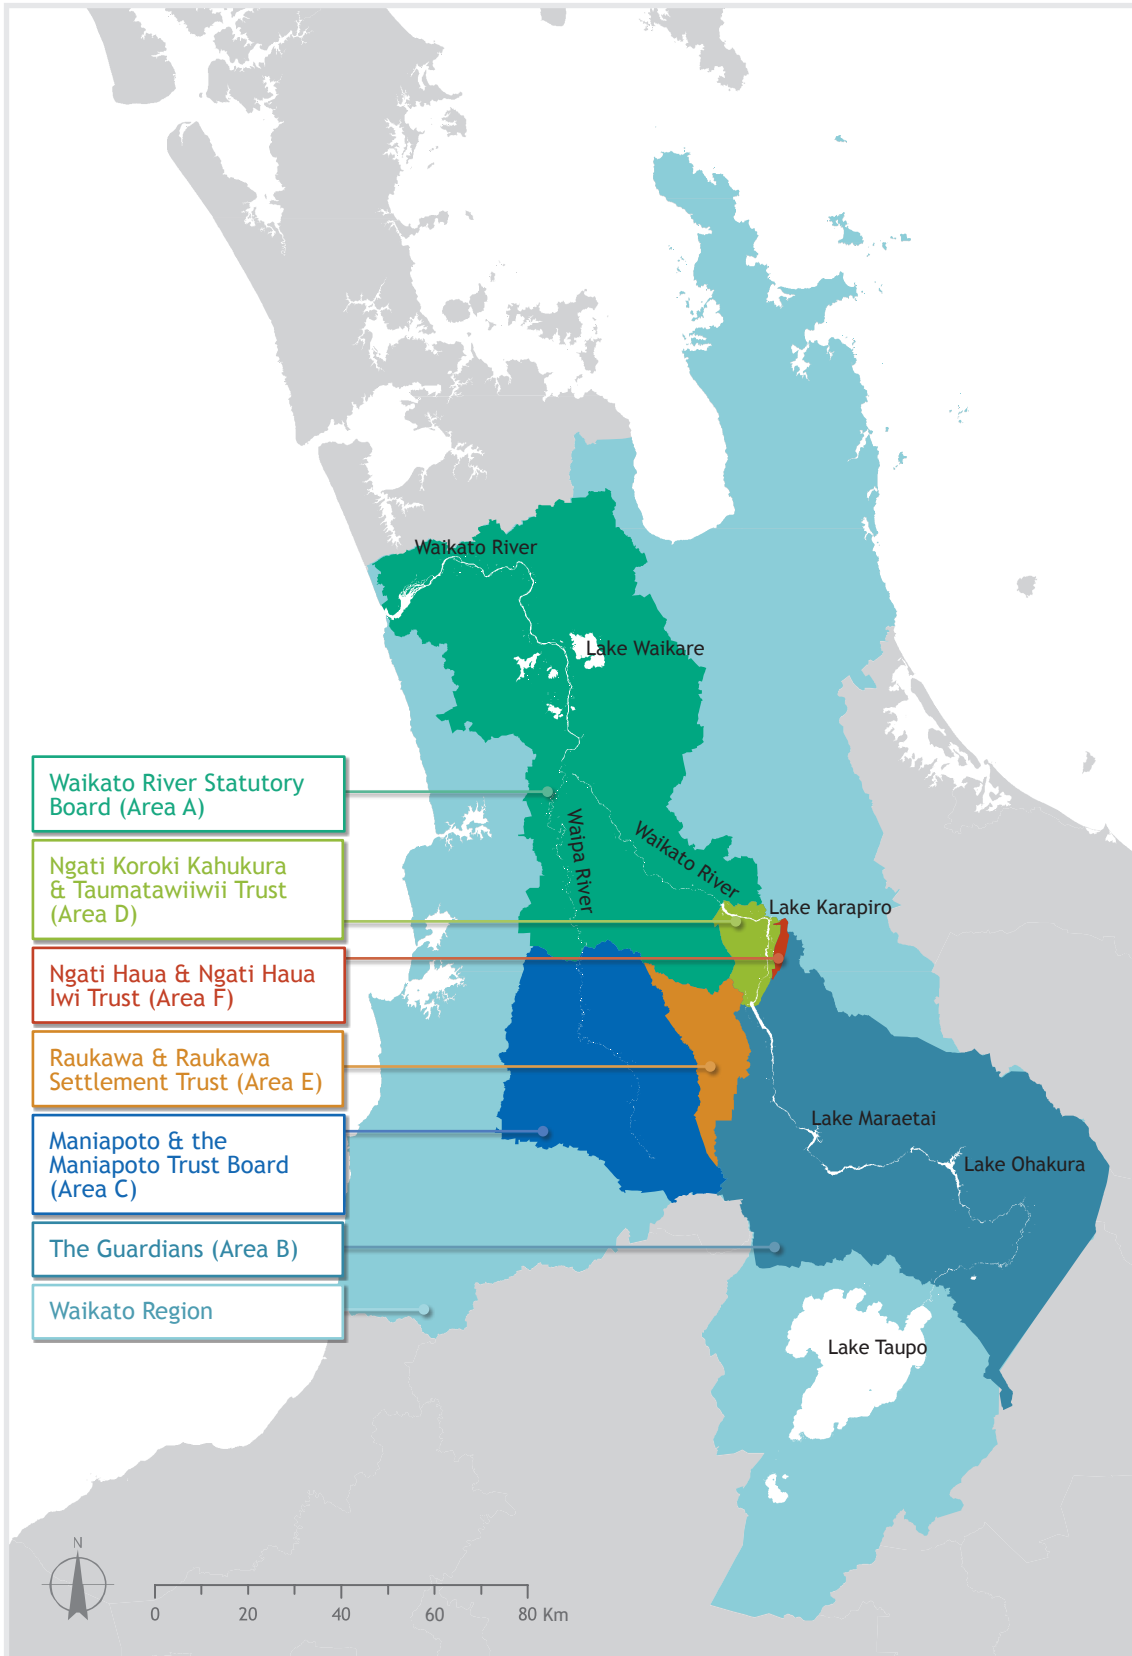 Waikato River
Lake Waikare
Waikato River Statutory
Board (Area A)
Waipa River
Waikato River
Ngati Koroki Kahukura
& Taumatawiiwii Trust
(Area D)
Lake Karapiro
Ngati Haua & Ngati Haua
Iwi Trust (Area F)
Raukawa & Raukawa
Settlement Trust (Area E)
Lake Maraetai
Maniapoto & the
Maniapoto Trust Board
(Area C)
Lake Ohakura
The Guardians (Area B)
Waikato Region
Lake Taupo
N
0 20 40 60 80 Km